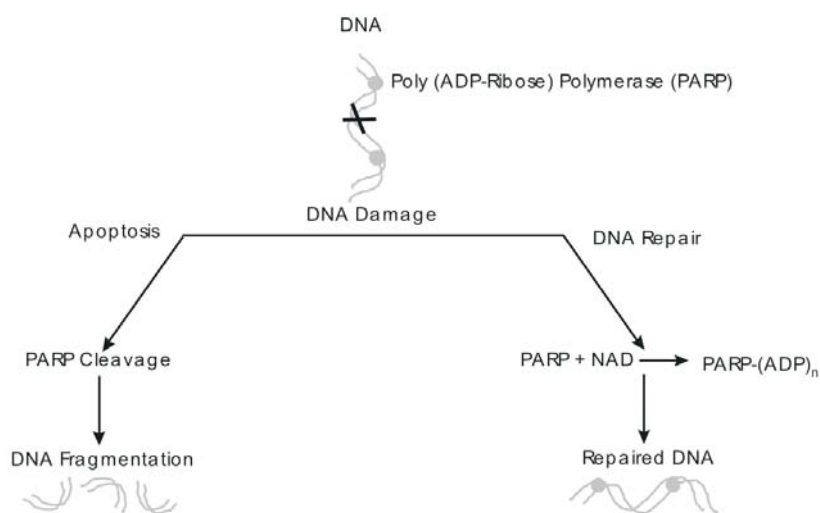 DNA
Poly (ADP-Ribose) Polymerase (PARP)
DNA Damage
Apoptosis
DNA Repair
PARP Cleavage
PARP + NAD
PARP-(ADP)n
DNA Fragmentation
Repaired DNA